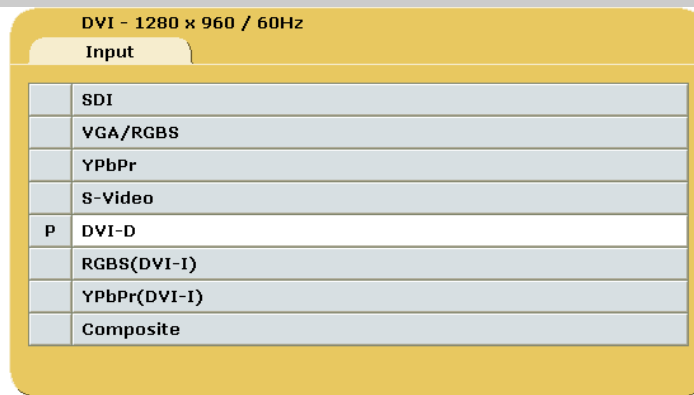 DVI - 1280 x 960 / 60Hz
Input
SDI
VGA/RGBS
YPbPr
S-Video
P DVI-D
RGBS(DVI-I)
YPbPr(DVI-I)
Composite